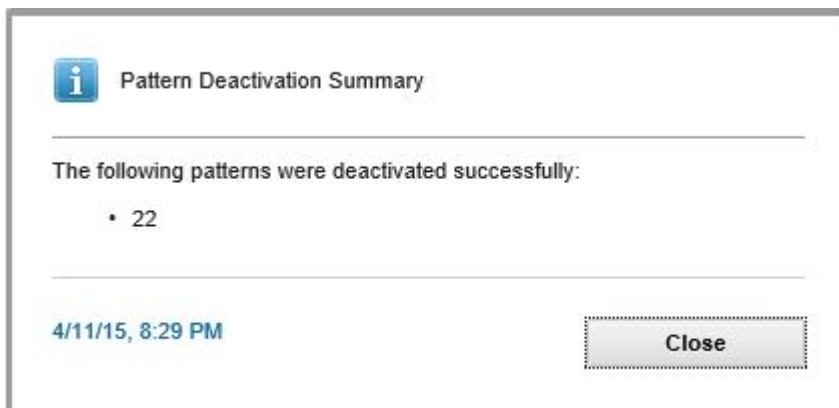 Pattern Deactivation Summary
The following patterns were deactivated successfully:
• 22
4/11/15, 8:29 PM
Close